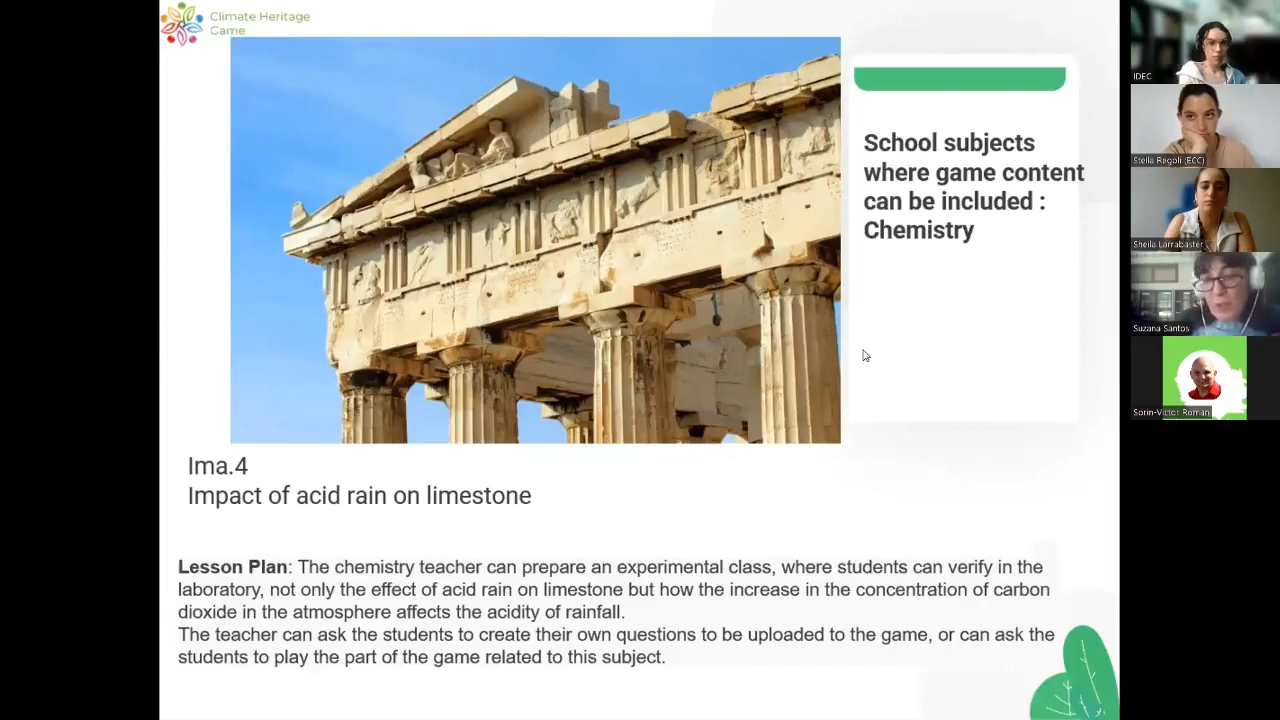 Climate Heritage
Game
School subjects
where game content
can be included :
Chemistry
Ima.4
Impact of acid rain on limestone
Lesson Plan: The chemistry teacher can prepare an experimental class, where students can verify in the
laboratory, not only the effect of acid rain on limestone but how the increase in the concentration of carbon
dioxide in the atmosphere affects the acidity of rainfall.
The teacher can ask the students to create their own questions to be uploaded to the game, or can ask the
students to play the part of the game related to this subject.
IDEC
Stella Regoli (ECC)
Sheila Larrabaster
Suzana Santos
Sorin-Victor Roman